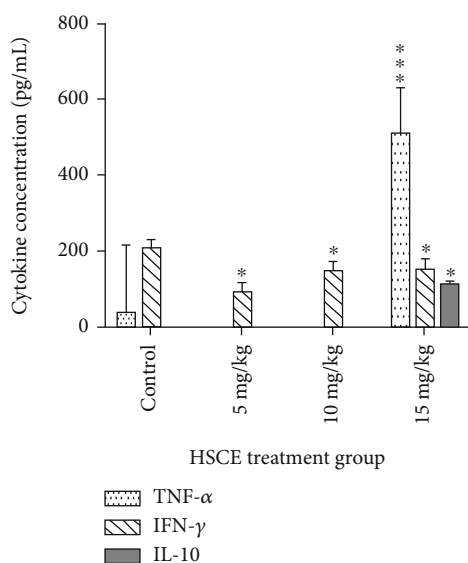 Cytokine concentration (pg/mL)
800
600
400
200
0
*
*
***
*
*
Control
5 mg/kg
10 mg/kg
15 mg/kg
HSCE treatment group
TNF-α
IFN-γ
IL-10